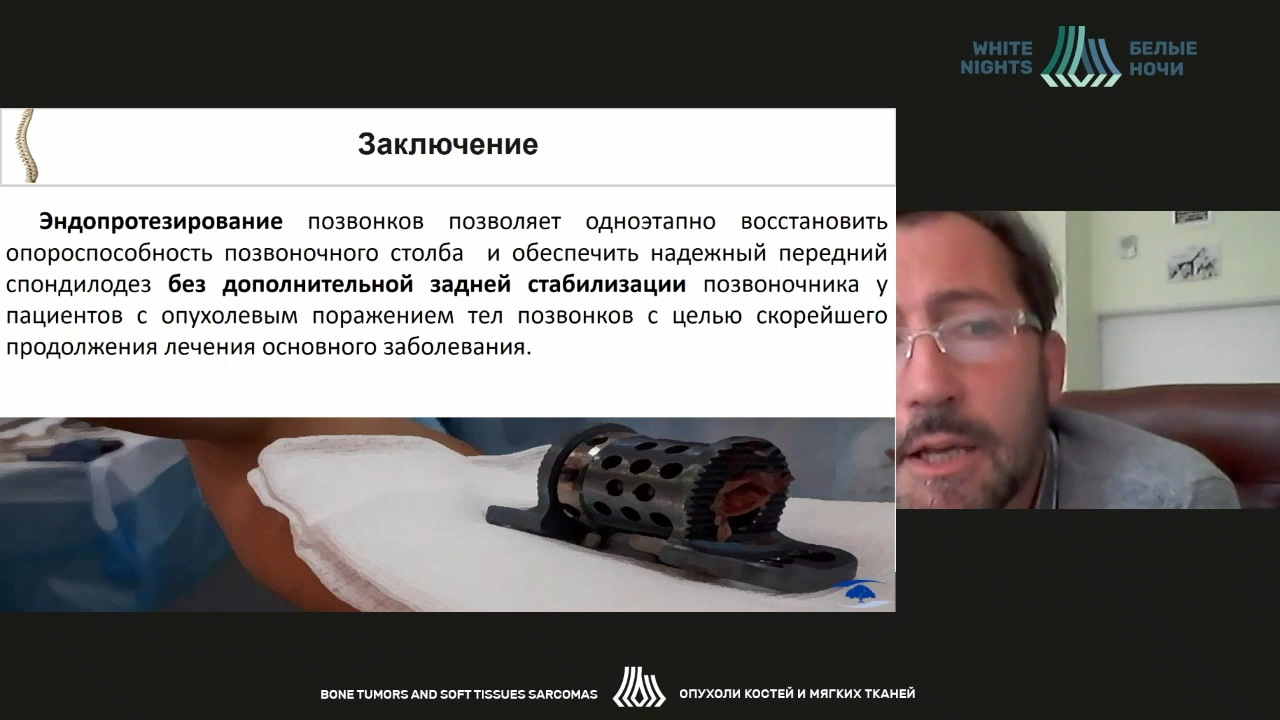 WHITE
NIGHTS
БЕЛЫЕ
НОЧИ
Заключение
Эндопротезирование позвонков позволяет одноэтапно восстановить
опороспособность позвоночного столба и обеспечить надежный передний
спондилодез без дополнительной задней стабилизации позвоночника у
пациентов с опухолевым поражением тел позвонков с целью скорейшего
продолжения лечения основного заболевания.
BONE TUMORS AND SOFT TISSUES SARCOMAS
ОПУХОЛИ КОСТЕЙ И МЯГКИХ ТКАНЕЙ